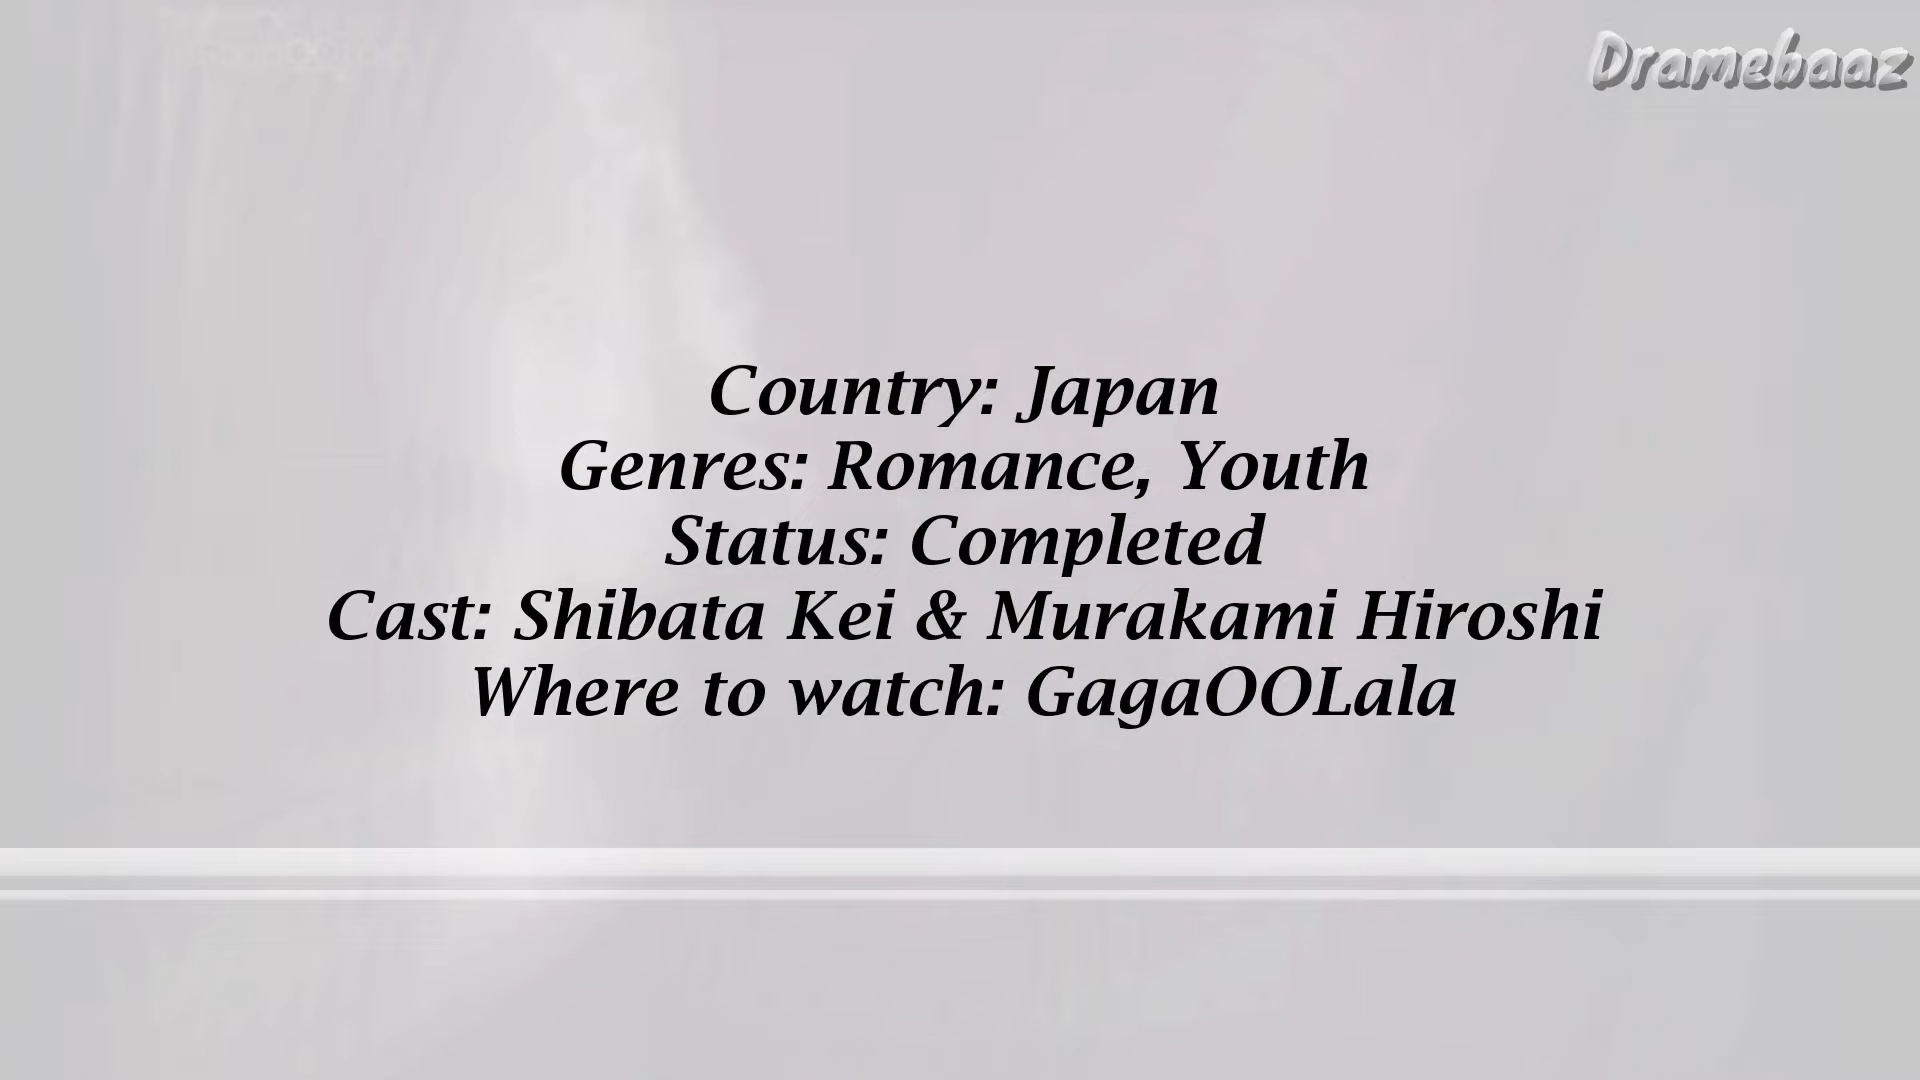 Dramebaaz
Country: Japan
Genres: Romance, Youth
Status: Completed
Cast: Shibata Kei & Murakami Hiroshi
Where to watch: GagaOOLala